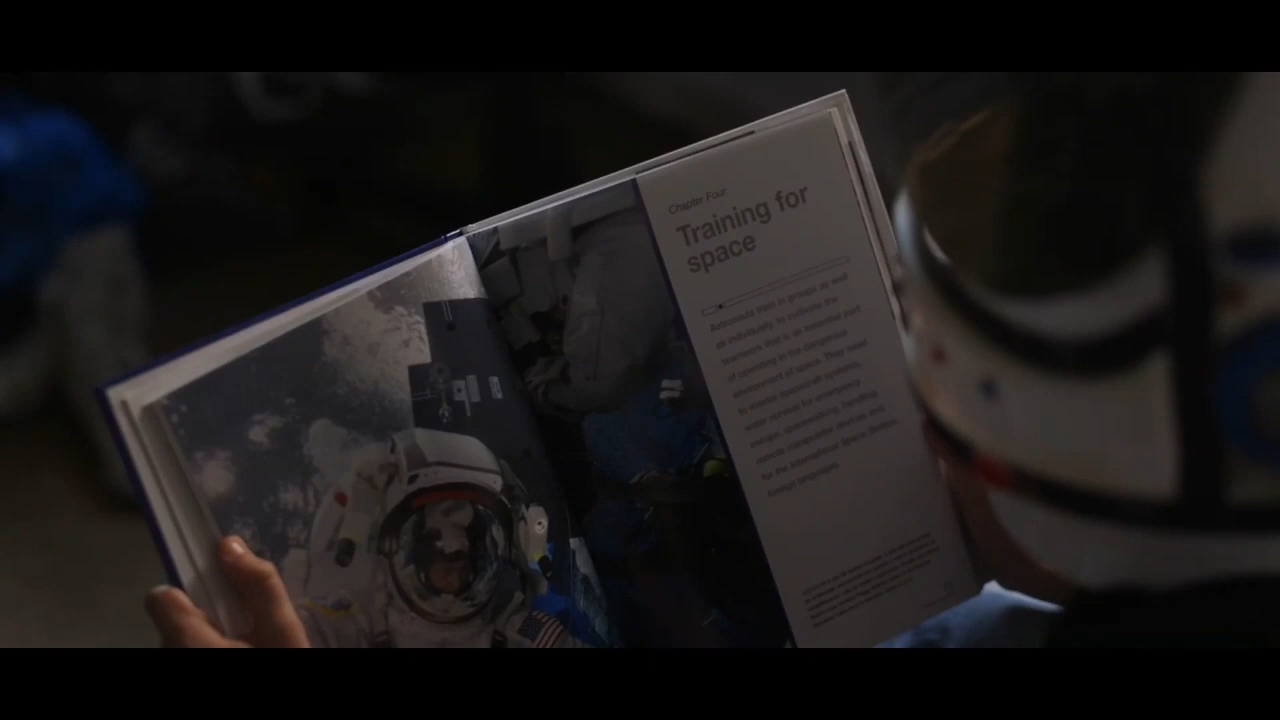 Chapter Four
Training for
space
Astronauts train in groups as well
as individually, to cultivate the
teamwork that is an essential part
of operating in the dangerous
environment of space. They need
to master spacecraft systems,
water survival for emergency
escape, spacewalking, handling
robotic manipulator devices and
for the International Space Station
foreign languages.